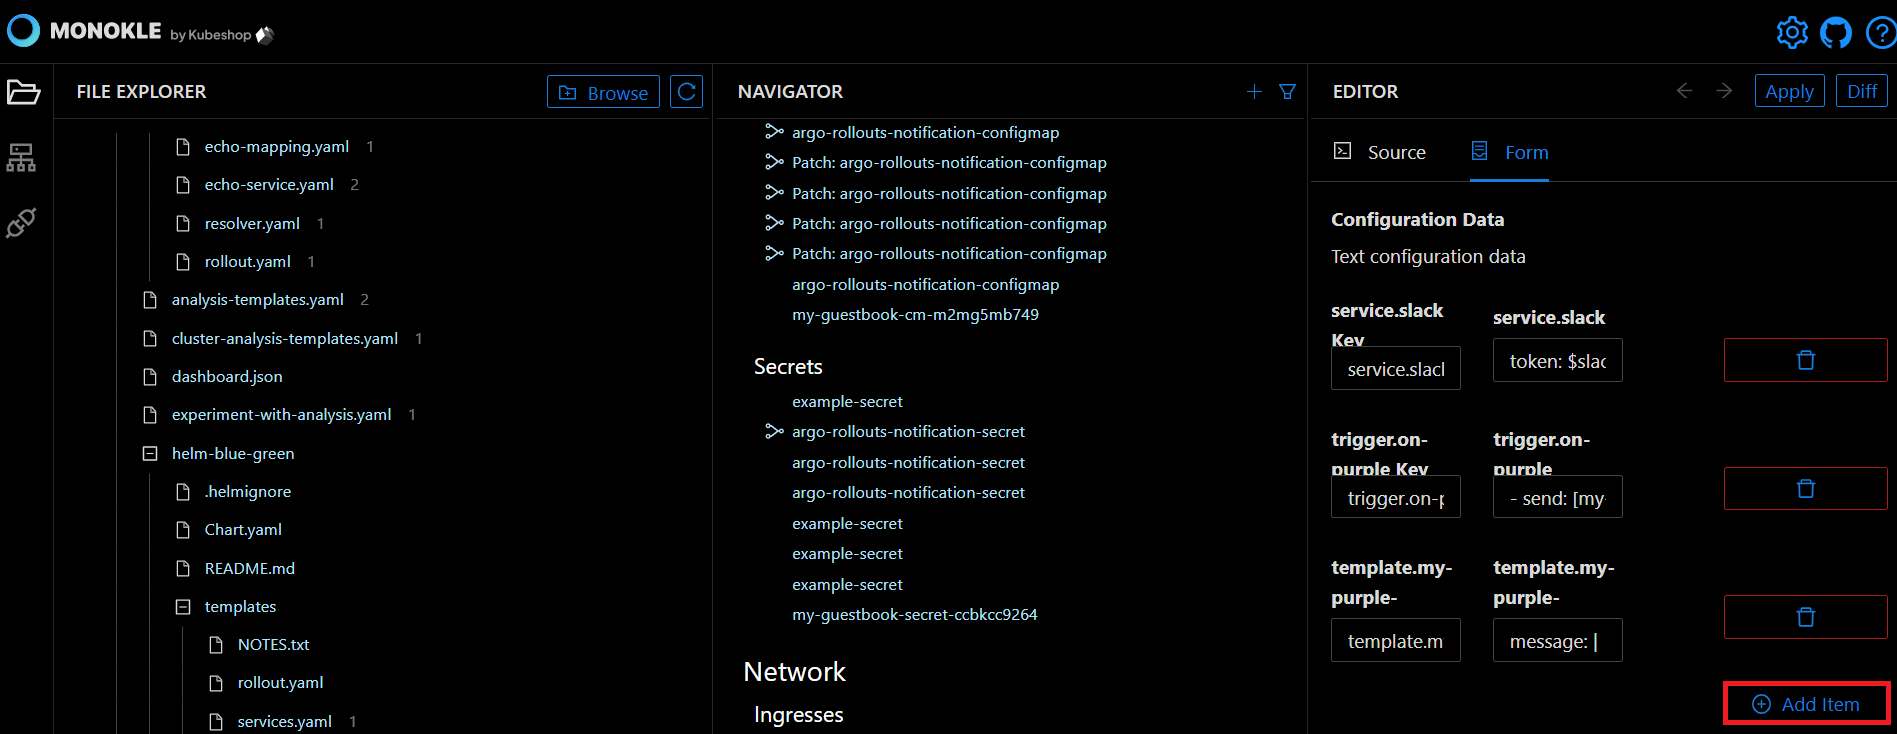 MONOKLE by Kubeshop
FILE EXPLORER
Browse
echo-mapping.yaml 1
echo-service.yaml 2
resolver.yaml 1
rollout.yaml 1
analysis-templates.yaml 2
cluster-analysis-templates.yaml 1
dashboard.json
experiment-with-analysis.yaml 1
helm-blue-green
.helmignore
Chart.yaml
README.md
templates
NOTES.txt
rollout.yaml
services.yaml 1
NAVIGATOR
argo-rollouts-notification-configmap
Patch: argo-rollouts-notification-configmap
Patch: argo-rollouts-notification-configmap
Patch: argo-rollouts-notification-configmap
Patch: argo-rollouts-notification-configmap
argo-rollouts-notification-configmap
my-guestbook-cm-m2mg5mb749
Secrets
example-secret
argo-rollouts-notification-secret
argo-rollouts-notification-secret
argo-rollouts-notification-secret
example-secret
example-secret
example-secret
my-guestbook-secret-ccbkcc9264
Network
Ingresses
EDITOR
Apply
Diff
Source
Form
Configuration Data
Text configuration data
service.slack
Key
service.slacl
service.slack
token: $slac
trigger.on-
purple Key
trigger.on-p
trigger.on-
purple
- send: [my-
template.my-
purple-
template.m
template.my-
purple-
message: |
Add Item